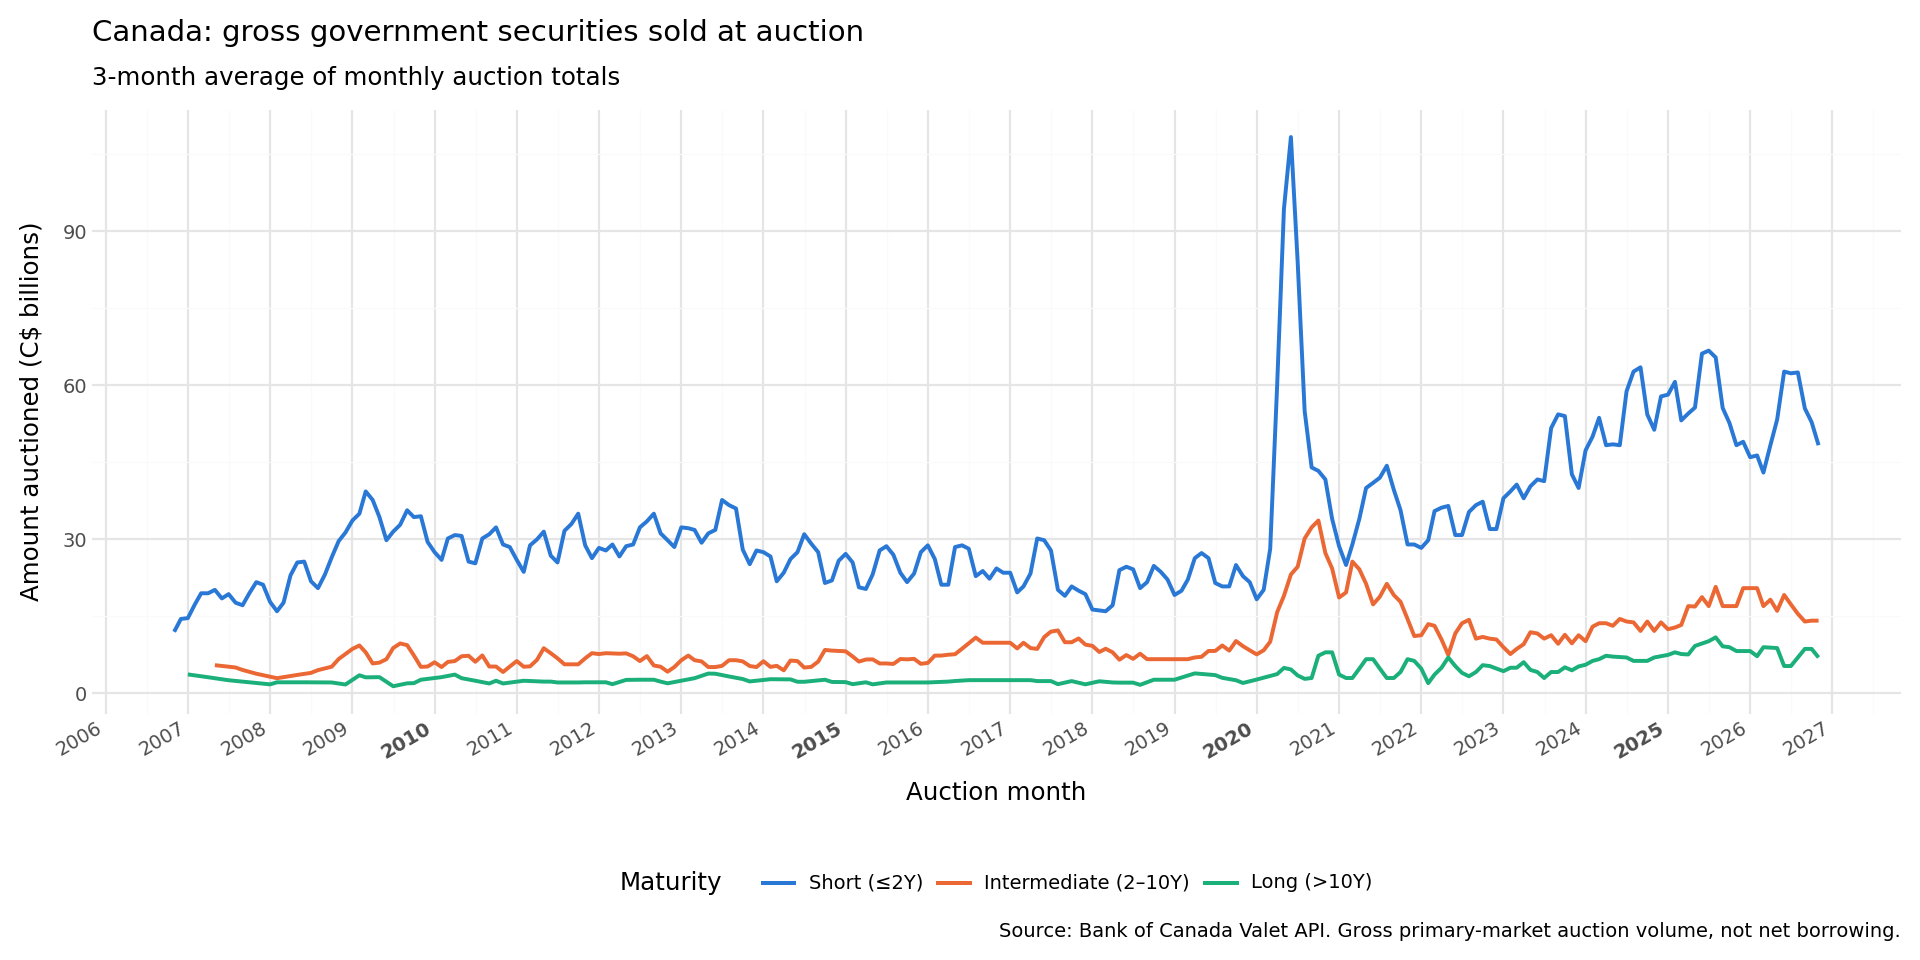 Canada: gross government securities sold at auction
3-month average of monthly auction totals
Amount auctioned (C$ billions)
90
60
30
0
2006 2007 2008 2009 2010 2011 2012 2013 2014 2015 2016 2017 2018 2019 2020 2021 2022 2023 2024 2025 2026 2027
Auction month
Maturity Short (≤2Y) Intermediate (2–10Y) Long (>10Y)
Source: Bank of Canada Valet API. Gross primary-market auction volume, not net borrowing.